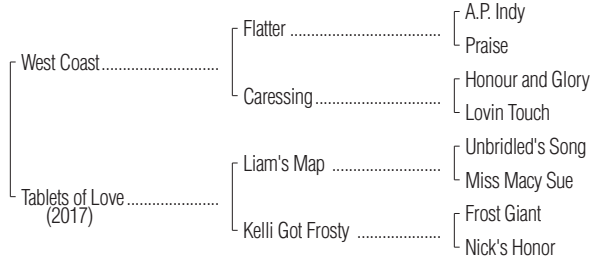 A.P. Indy
Flatter ..............................
Praise
West Coast..............................
Honour and Glory
Caressing..............................
Lovin Touch
Unbridled's Song
Liam's Map ..............................
Miss Macy Sue
Tablets of Love ..............................
(2017)
Frost Giant
Kelli Got Frosty ..............................
Nick's Honor